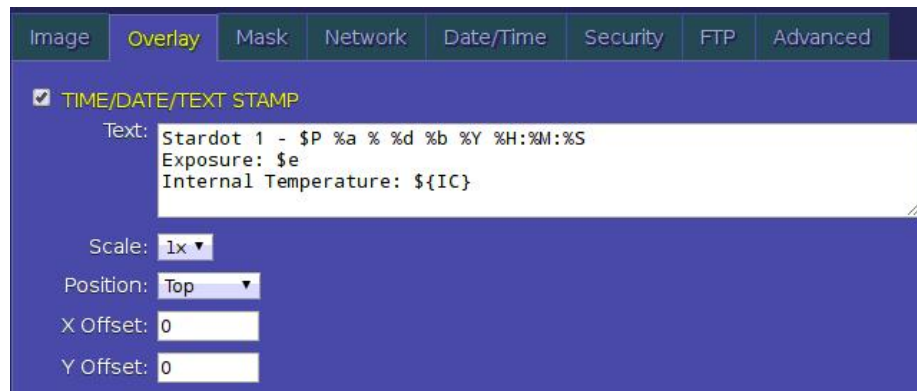 Image Overlay Mask Network Date/Time Security FTP Advanced
TIME/DATE/TEXT STAMP
Text: Stardot 1 - $P %a % %d %b %Y %H:%M:%S
Exposure: $e
Internal Temperature: ${IC}
Scale: 1x
Position: Top
X Offset: 0
Y Offset: 0